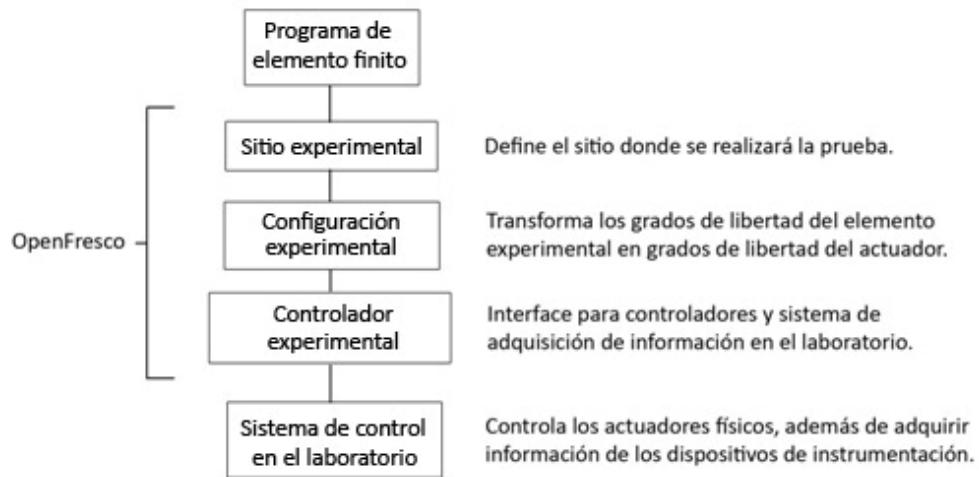 Programa de
elemento finito
Sitio experimental
Define el sitio donde se realizará la prueba.
Configuración
experimental
Transforma los grados de libertad del elemento
experimental en grados de libertad del actuador.
OpenFresco
Controlador
experimental
Interface para controladores y sistema de
adquisición de información en el laboratorio.
Sistema de control
en el laboratorio
Controla los actuadores físicos, además de adquirir
información de los dispositivos de instrumentación.